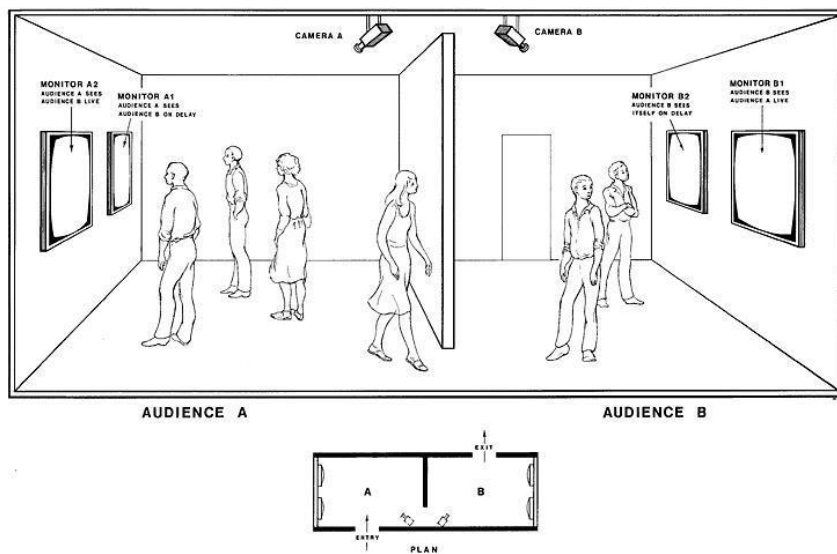 CAMERA A
CAMERA B
MONITOR A2
AUDIENCE A SEES
AUDIENCE B LIVE
MONITOR A1
AUDIENCE A SEES
AUDIENCE B ON DELAY
MONITOR B2
AUDIENCE B SEES
ITSELF ON DELAY
MONITOR B1
AUDIENCE B SEES
AUDIENCE A LIVE
AUDIENCE A
AUDIENCE B
EXIT
A
B
ENTRY
PLAN